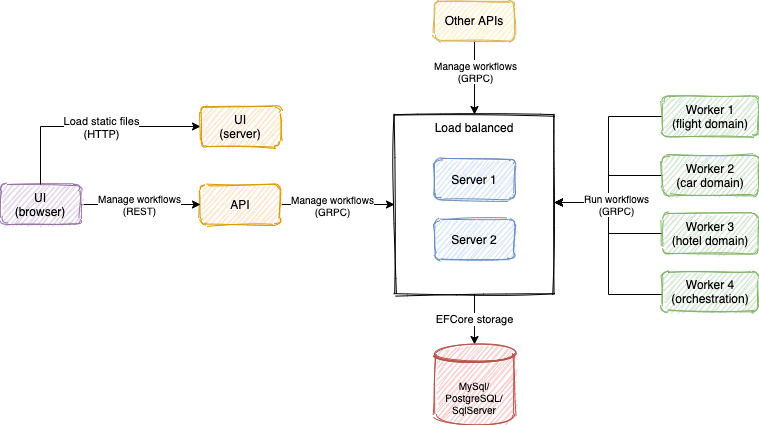 Other APIs
Manage workflows
(GRPC)
Load static files
(HTTP)
UI
(server)
UI
(browser)
Manage workflows
(REST)
API
Manage workflows
(GRPC)
Load balanced
Server 1
Server 2
Run workflows
(GRPC)
Worker 1
(flight domain)
Worker 2
(car domain)
Worker 3
(hotel domain)
Worker 4
(orchestration)
EFCore storage
MySql/
PostgreSQL/
SqlServer